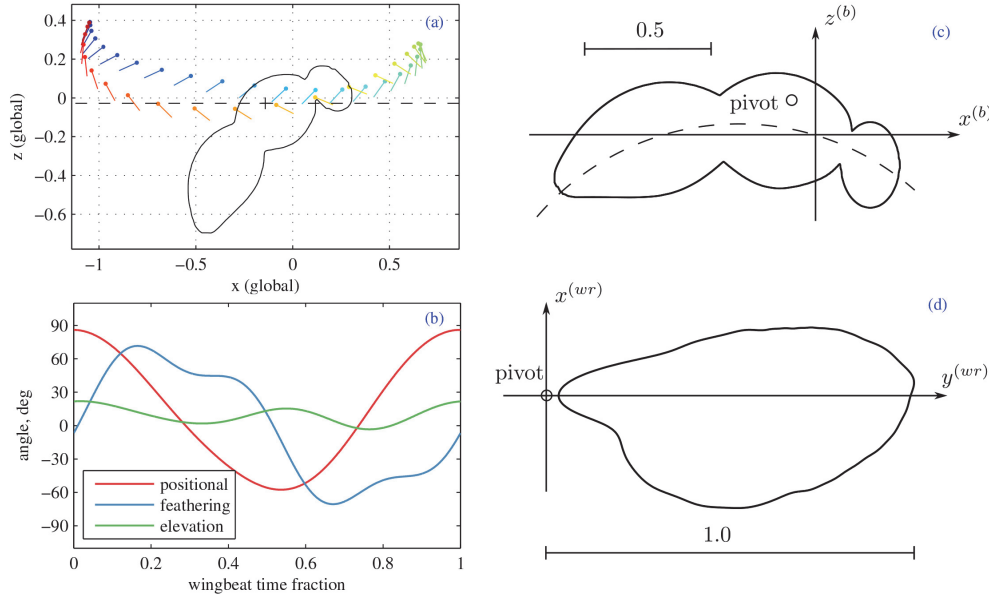 (a)
z (global)
0.4
0.2
0
−0.2
−0.4
−0.6
−1
−0.5
0
0.5
x (global)
(b)
angle, deg
90
60
30
0
−30
−60
−90
positional
feathering
elevation
0
0.2
0.4
0.6
0.8
1
wingbeat time fraction
(c)
z^(b)
0.5
pivot
x^(b)
(d)
x^(wr)
pivot
y^(wr)
1.0